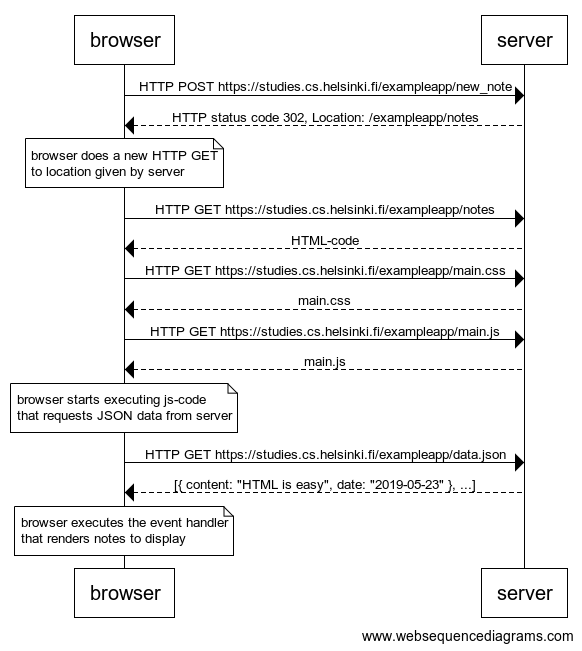 browser
server
HTTP POST https://studies.cs.helsinki.fi/exampleapp/new_note
HTTP status code 302, Location: /exampleapp/notes
browser does a new HTTP GET
to location given by server
HTTP GET https://studies.cs.helsinki.fi/exampleapp/notes
HTML-code
HTTP GET https://studies.cs.helsinki.fi/exampleapp/main.css
main.css
HTTP GET https://studies.cs.helsinki.fi/exampleapp/main.js
main.js
browser starts executing js-code
that requests JSON data from server
HTTP GET https://studies.cs.helsinki.fi/exampleapp/data.json
[{ content: "HTML is easy", date: "2019-05-23" }, ...]
browser executes the event handler
that renders notes to display
browser
server
www.websequencediagrams.com